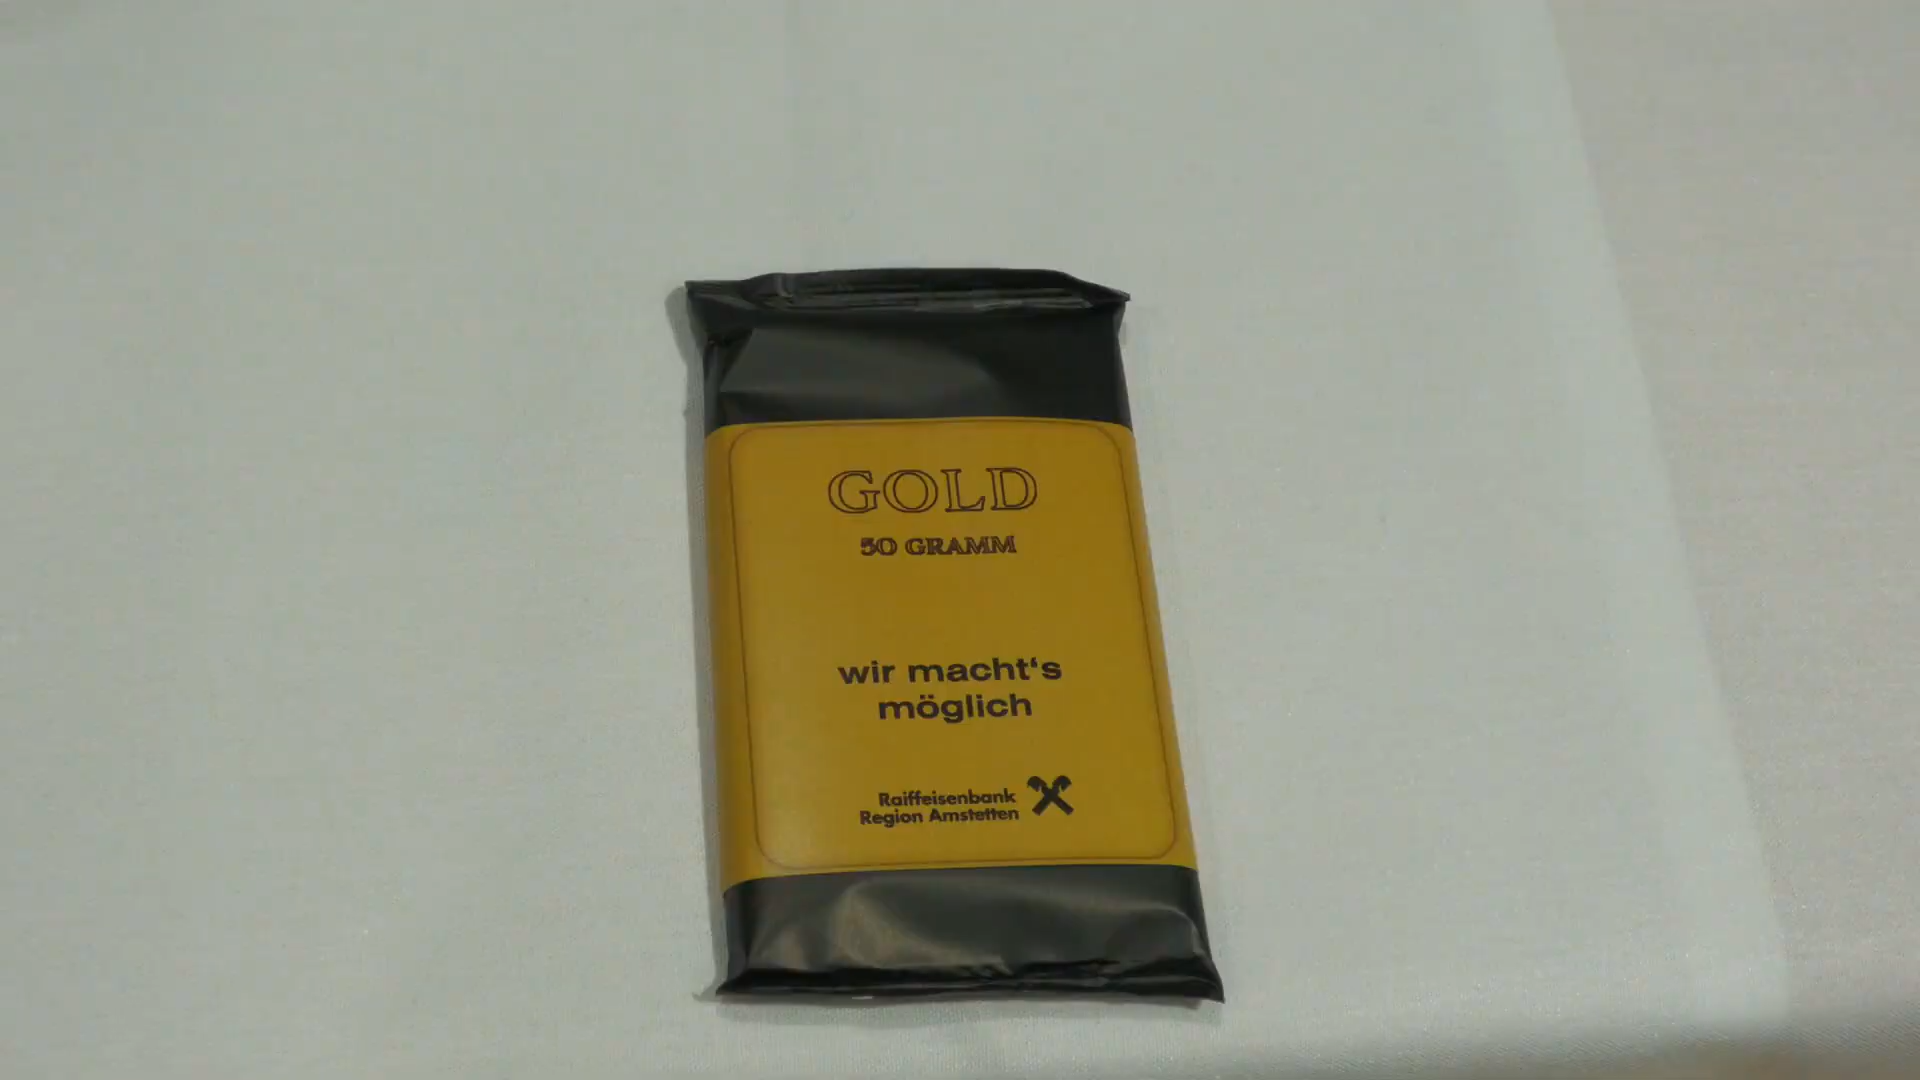 GOLD
50 GRAMM
wir macht‘s
möglich
Raiffeisenbank
Region Amstetten